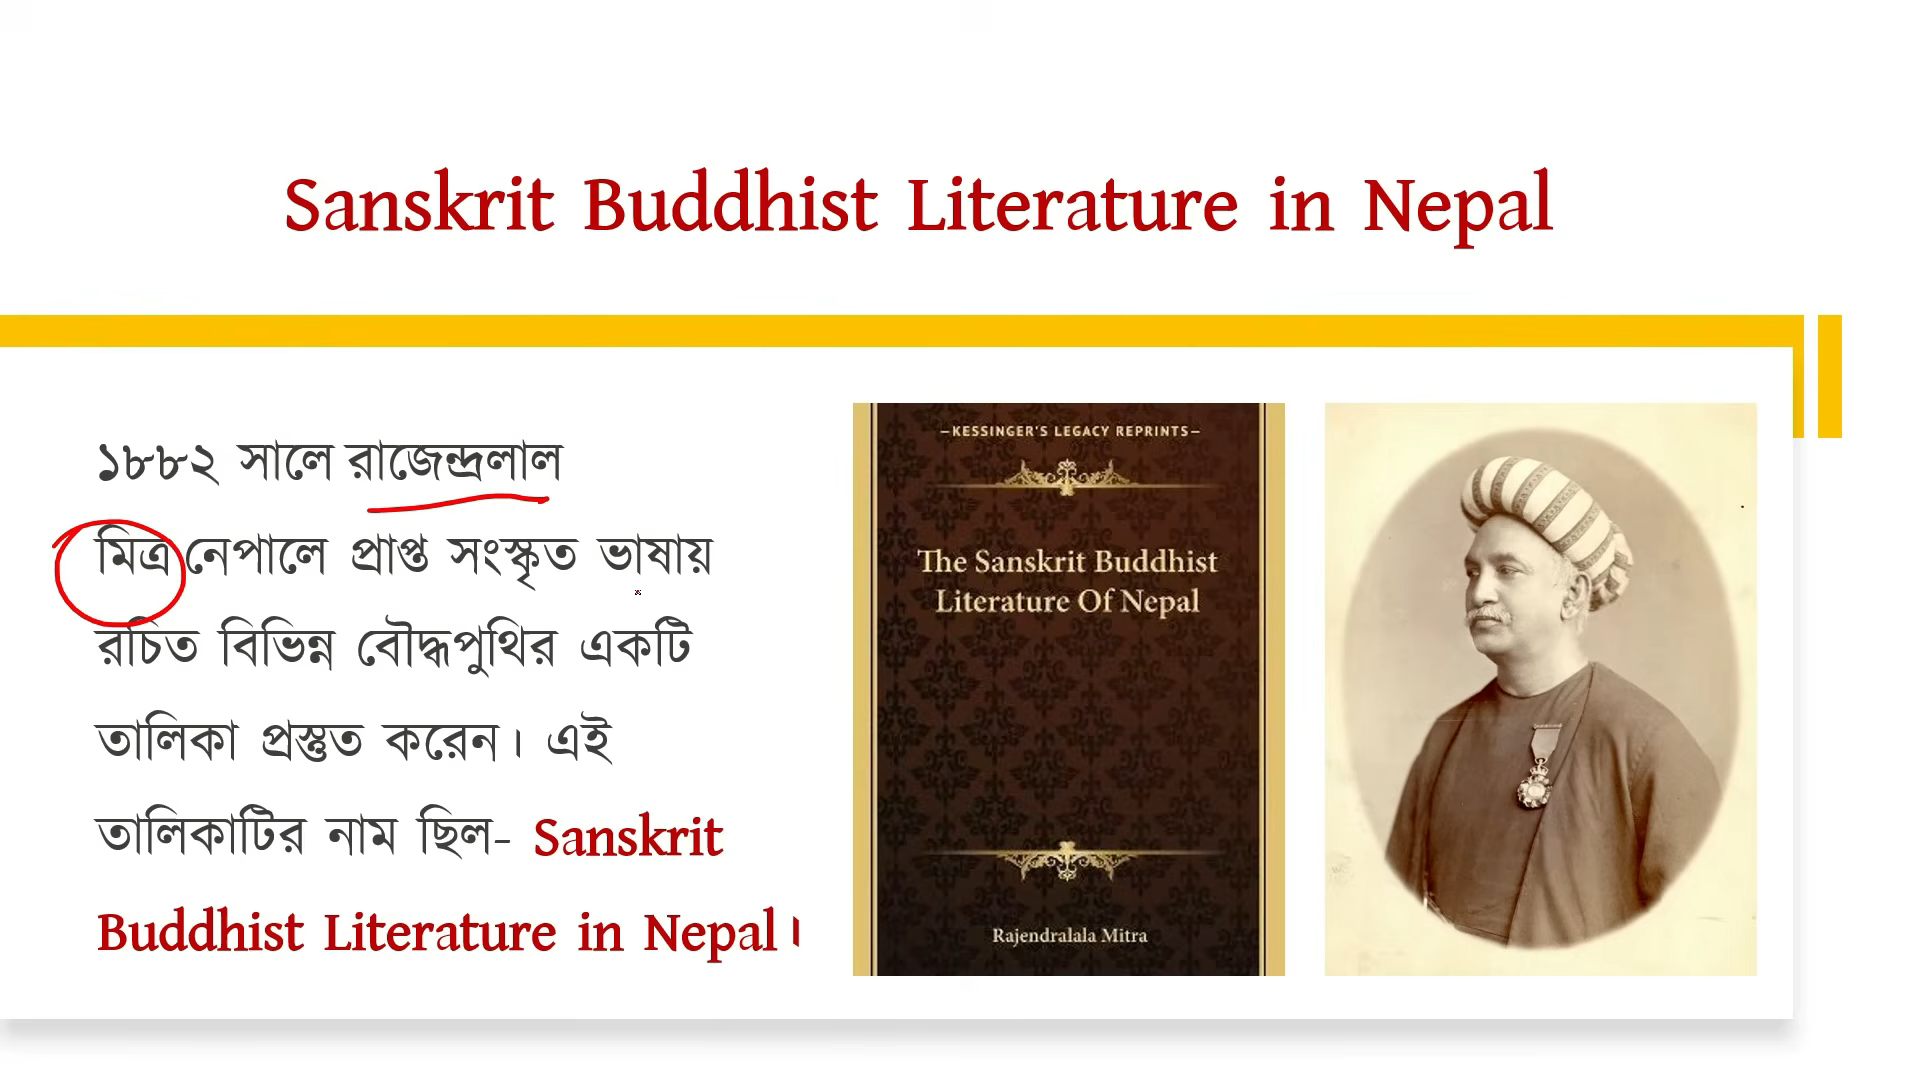 Sanskrit Buddhist Literature in Nepal
১৮৮২ সালে রাজেন্দ্রলাল
মিত্র নেপালে প্রাপ্ত সংস্কৃত ভাষায়
রচিত বিভিন্ন বৌদ্ধপুথির একটি
তালিকা প্রস্তুত করেন। এই
তালিকাটির নাম ছিল- Sanskrit
Buddhist Literature in Nepal।
—KESSINGER'S LEGACY REPRINTS—
The Sanskrit Buddhist
Literature Of Nepal
Rajendralala Mitra